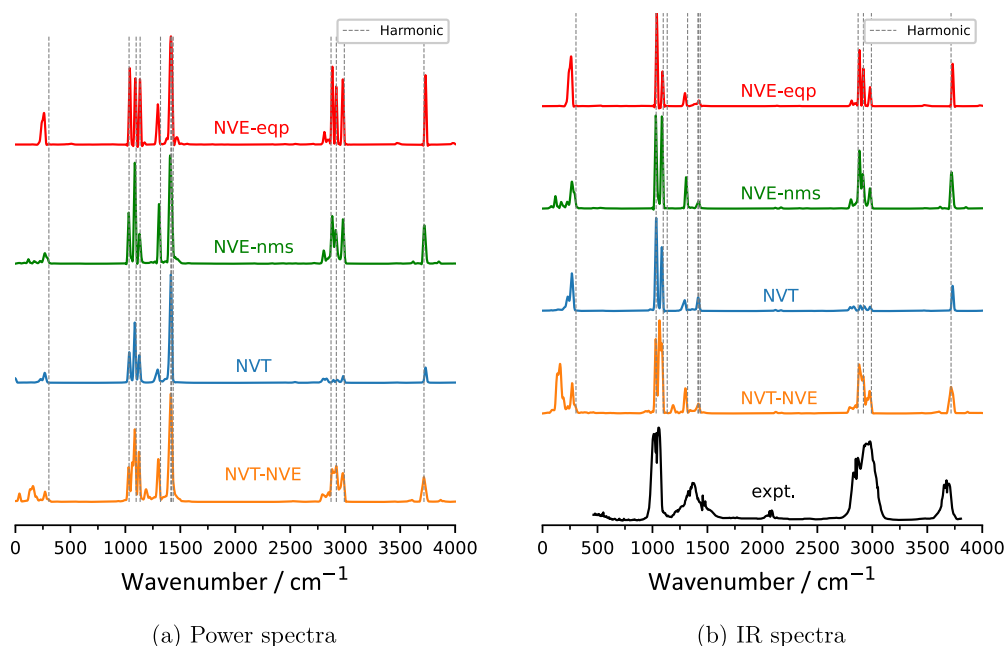 Harmonic
NVE-eqp
NVE-nms
NVT
NVT-NVE
0 500 1000 1500 2000 2500 3000 3500 4000
Wavenumber / cm⁻¹
(a) Power spectra
Harmonic
NVE-eqp
NVE-nms
NVT
NVT-NVE
expt.
0 500 1000 1500 2000 2500 3000 3500 4000
Wavenumber / cm⁻¹
(b) IR spectra